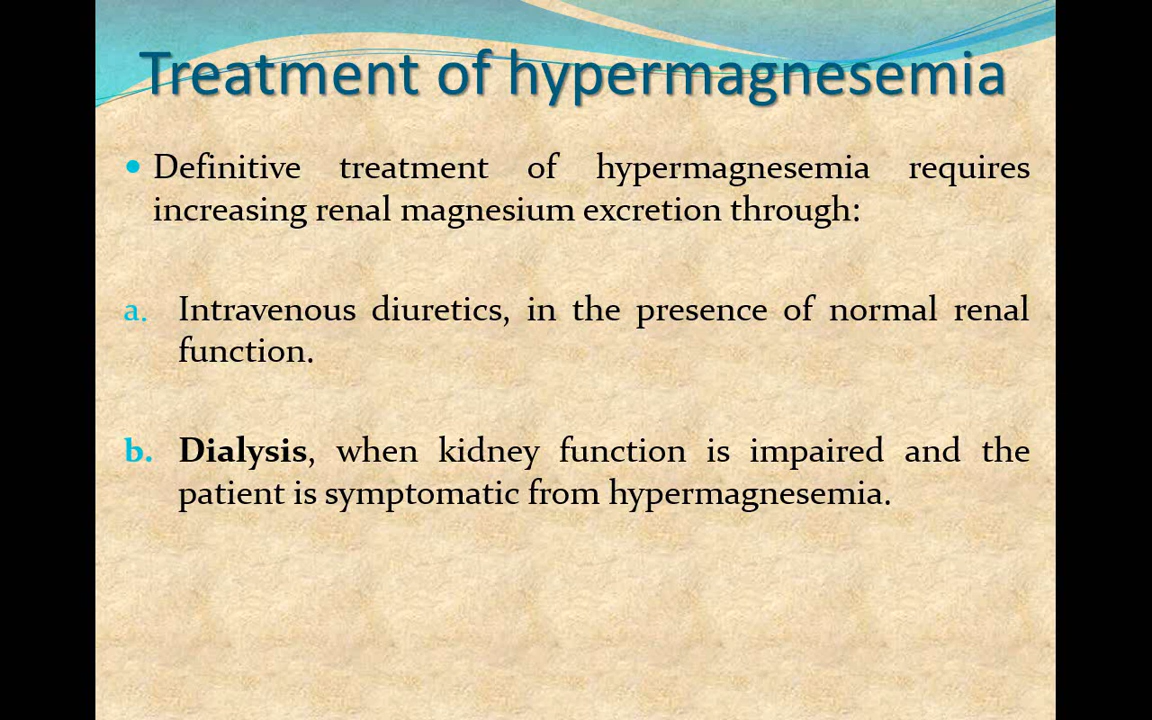 Treatment of hypermagnesemia
• Definitive treatment of hypermagnesemia requires
increasing renal magnesium excretion through:
a. Intravenous diuretics, in the presence of normal renal
function.
b. Dialysis, when kidney function is impaired and the
patient is symptomatic from hypermagnesemia.